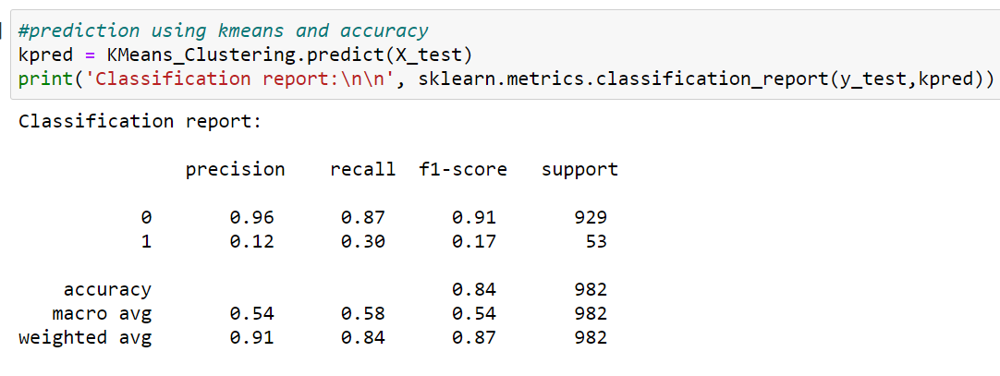 #prediction using kmeans and accuracy
kpred = KMeans_Clustering.predict(X_test)
print('Classification report:\n\n', sklearn.metrics.classification_report(y_test,kpred))
Classification report:
precision recall f1-score support
0 0.96 0.87 0.91 929
1 0.12 0.30 0.17 53
accuracy 0.84 982
macro avg 0.54 0.58 0.54 982
weighted avg 0.91 0.84 0.87 982